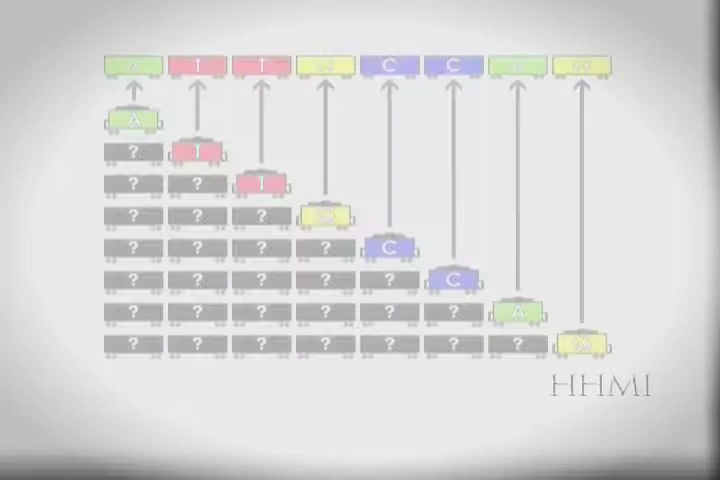 A T T G C C A G
A
? T
? ? T
? ? ? G
? ? ? ? C
? ? ? ? ? C
? ? ? ? ? ? A
? ? ? ? ? ? ? G
HHMI